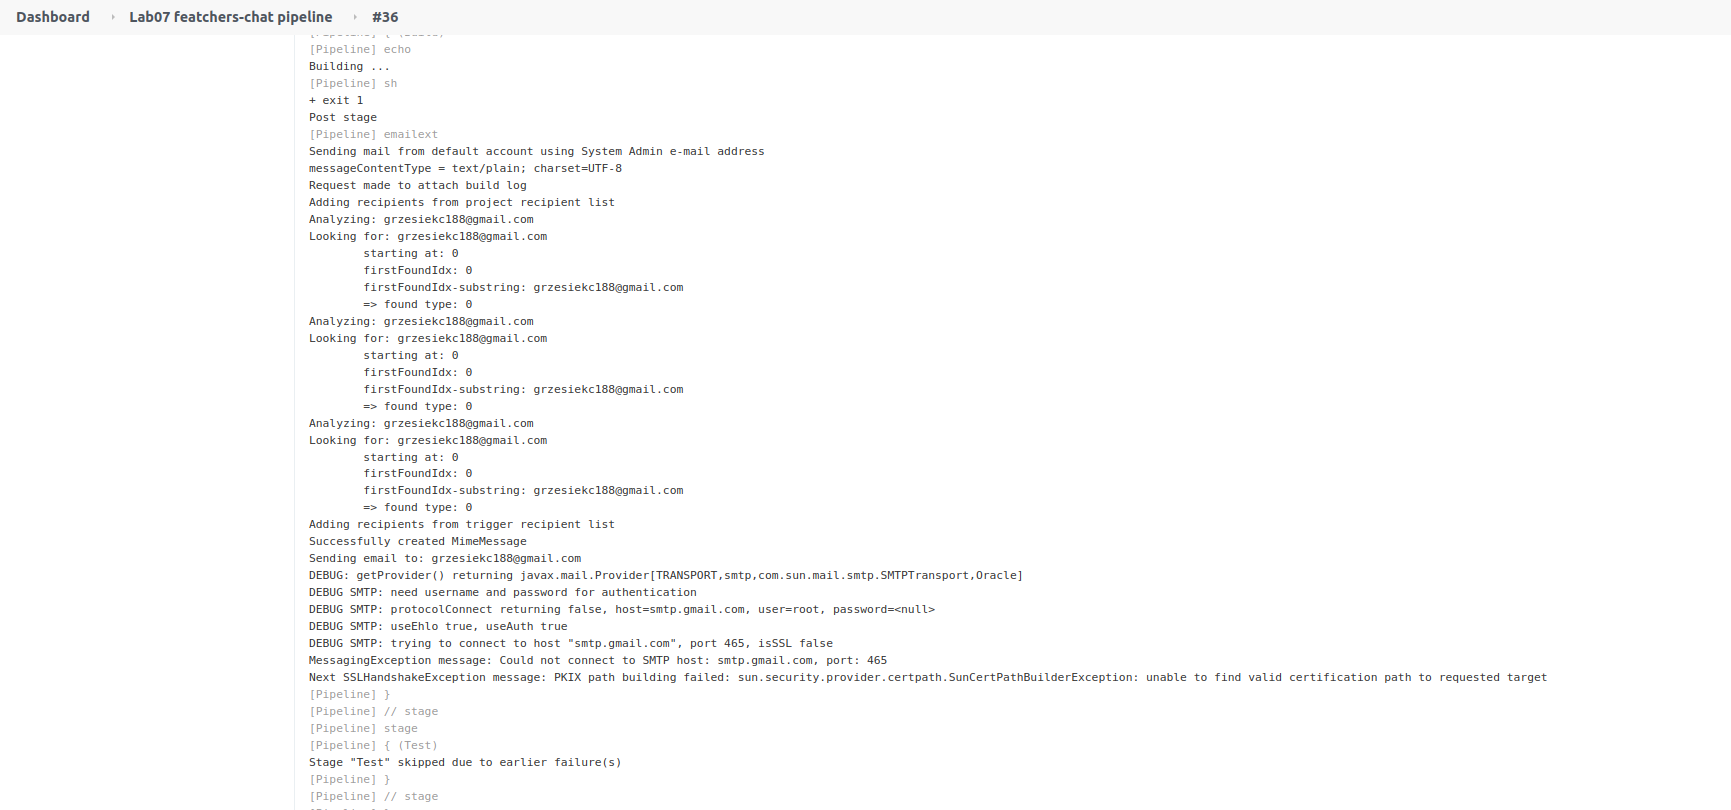 Dashboard › Lab07 featchers-chat pipeline › #36
[Pipeline] { (Build)
[Pipeline] echo
Building ...
[Pipeline] sh
+ exit 1
Post stage
[Pipeline] emailext
Sending mail from default account using System Admin e-mail address
messageContentType = text/plain; charset=UTF-8
Request made to attach build log
Adding recipients from project recipient list
Analyzing: grzesiekc188@gmail.com
Looking for: grzesiekc188@gmail.com
starting at: 0
firstFoundIdx: 0
firstFoundIdx-substring: grzesiekc188@gmail.com
=> found type: 0
Analyzing: grzesiekc188@gmail.com
Looking for: grzesiekc188@gmail.com
starting at: 0
firstFoundIdx: 0
firstFoundIdx-substring: grzesiekc188@gmail.com
=> found type: 0
Analyzing: grzesiekc188@gmail.com
Looking for: grzesiekc188@gmail.com
starting at: 0
firstFoundIdx: 0
firstFoundIdx-substring: grzesiekc188@gmail.com
=> found type: 0
Adding recipients from trigger recipient list
Successfully created MimeMessage
Sending email to: grzesiekc188@gmail.com
DEBUG: getProvider() returning javax.mail.Provider[TRANSPORT,smtp,com.sun.mail.smtp.SMTPTransport,Oracle]
DEBUG SMTP: need username and password for authentication
DEBUG SMTP: protocolConnect returning false, host=smtp.gmail.com, user=root, password=<null>
DEBUG SMTP: useEhlo true, useAuth true
DEBUG SMTP: trying to connect to host "smtp.gmail.com", port 465, isSSL false
MessagingException message: Could not connect to SMTP host: smtp.gmail.com, port: 465
Next SSLHandshakeException message: PKIX path building failed: sun.security.provider.certpath.SunCertPathBuilderException: unable to find valid certification path to requested target
[Pipeline] }
[Pipeline] // stage
[Pipeline] stage
[Pipeline] { (Test)
Stage "Test" skipped due to earlier failure(s)
[Pipeline] }
[Pipeline] // stage